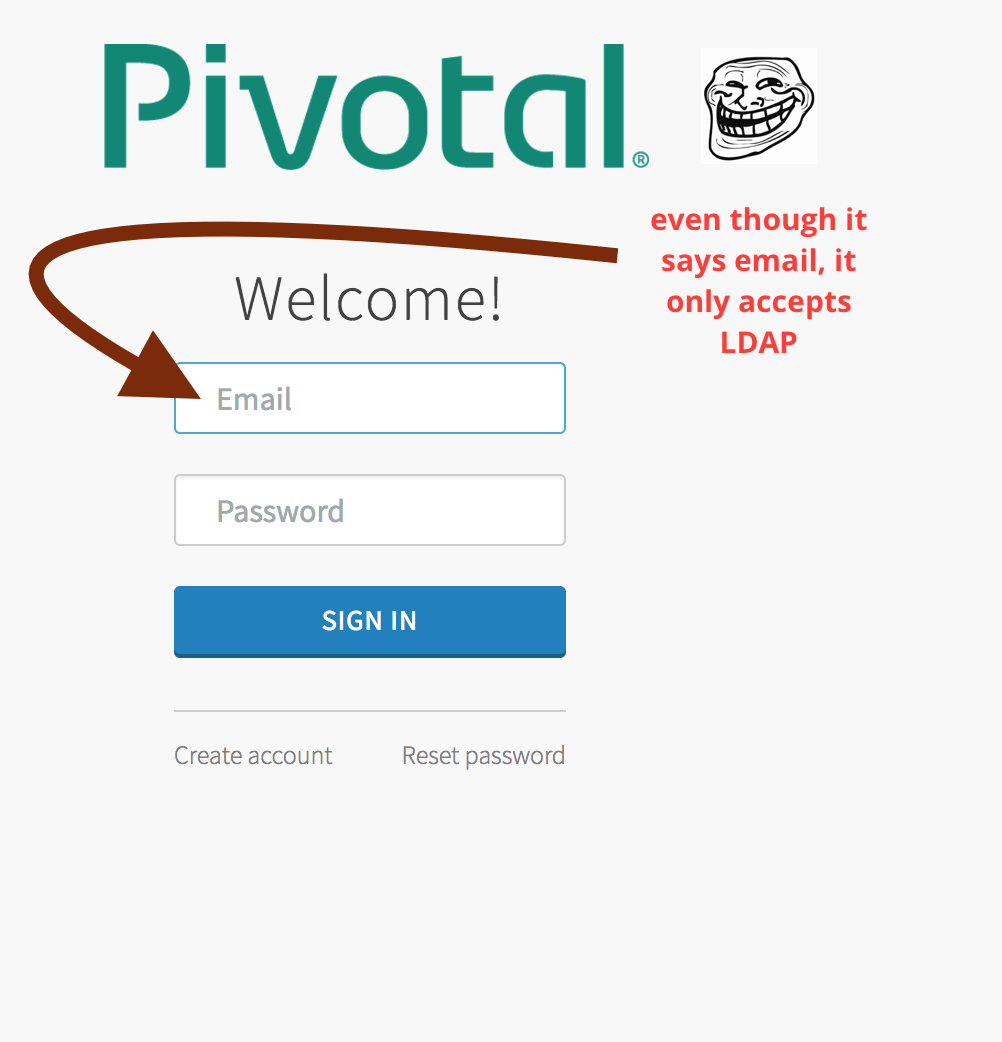 Pivotal®
even though it
says email, it
only accepts
LDAP
Welcome!
Email
Password
SIGN IN
Create account
Reset password